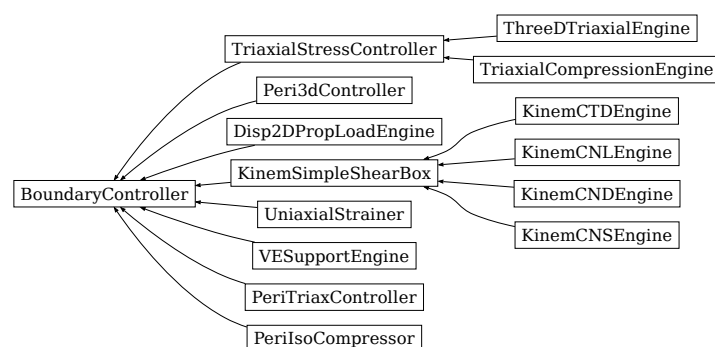 ThreeDTriaxialEngine
TriaxialStressController
TriaxialCompressionEngine
Peri3dController
KinemCTDEngine
Disp2DPropLoadEngine
KinemCNLEngine
KinemSimpleShearBox
BoundaryController
KinemCNDEngine
UniaxialStrainer
KinemCNSEngine
VESupportEngine
PeriTriaxController
PeriIsoCompressor